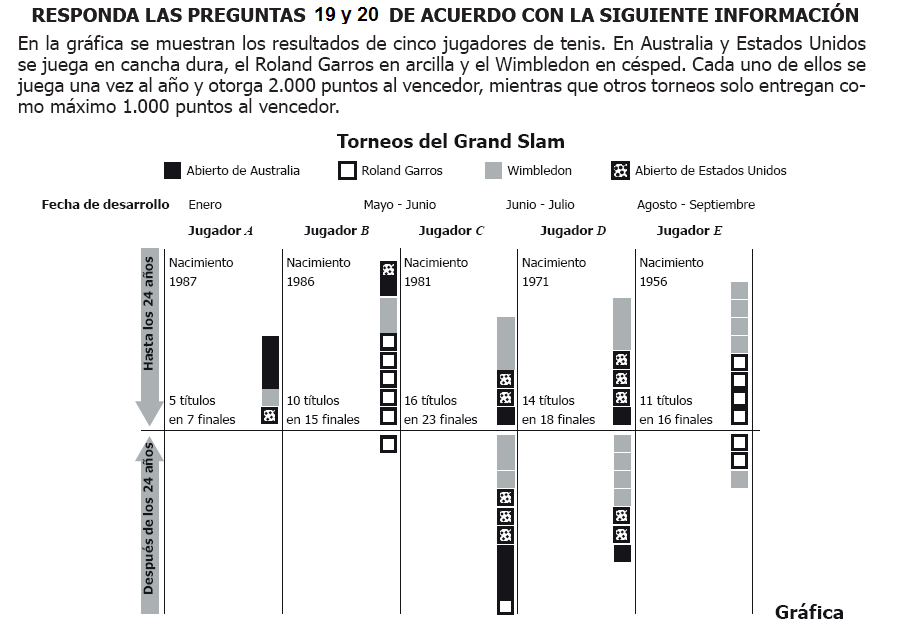 RESPONDA LAS PREGUNTAS 19 y 20 DE ACUERDO CON LA SIGUIENTE INFORMACIÓN
En la gráfica se muestran los resultados de cinco jugadores de tenis. En Australia y Estados Unidos
se juega en cancha dura, el Roland Garros en arcilla y el Wimbledon en césped. Cada uno de ellos se
juega una vez al año y otorga 2.000 puntos al vencedor, mientras que otros torneos solo entregan co-
mo máximo 1.000 puntos al vencedor.
Torneos del Grand Slam
Abierto de Australia Roland Garros Wimbledon Abierto de Estados Unidos
Fecha de desarrollo Enero Mayo - Junio Junio - Julio Agosto - Septiembre
Jugador A Jugador B Jugador C Jugador D Jugador E
Hasta los 24 años
Nacimiento Nacimiento Nacimiento Nacimiento Nacimiento
1987 1986 1981 1971 1956
5 títulos 10 títulos 16 títulos 14 títulos 11 títulos
en 7 finales en 15 finales en 23 finales en 18 finales en 16 finales
Después de los 24 años
Gráfica